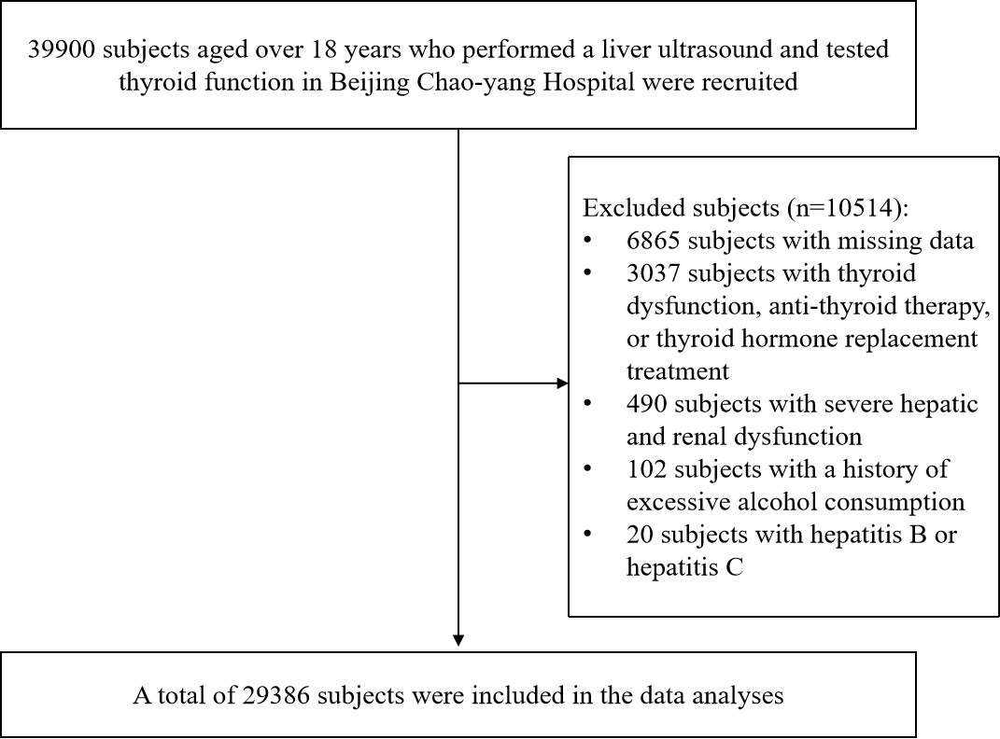 39900 subjects aged over 18 years who performed a liver ultrasound and tested
thyroid function in Beijing Chao-yang Hospital were recruited
Excluded subjects (n=10514):
• 6865 subjects with missing data
• 3037 subjects with thyroid
dysfunction, anti-thyroid therapy,
or thyroid hormone replacement
treatment
• 490 subjects with severe hepatic
and renal dysfunction
• 102 subjects with a history of
excessive alcohol consumption
• 20 subjects with hepatitis B or
hepatitis C
A total of 29386 subjects were included in the data analyses